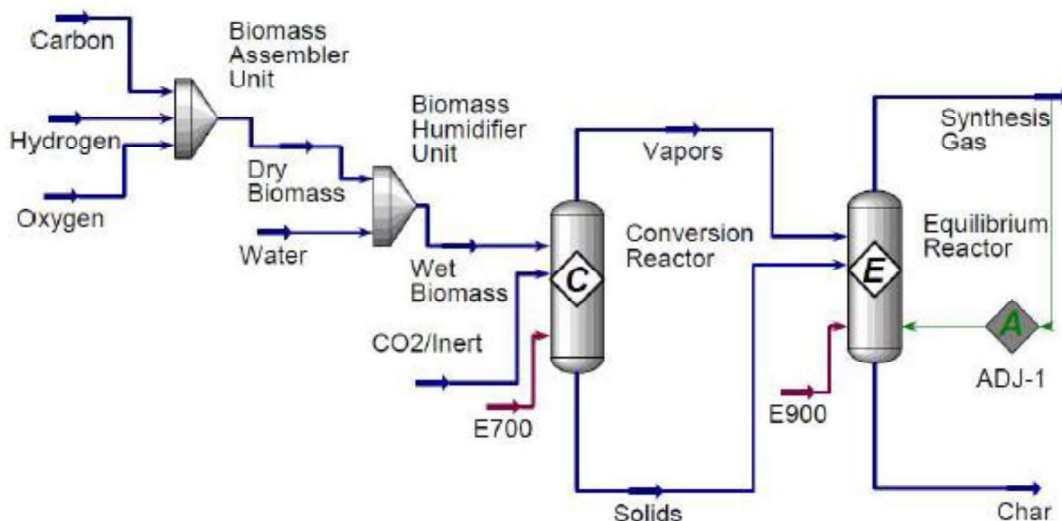 Carbon
Biomass
Assembler
Unit
Hydrogen
Oxygen
Dry
Biomass
Biomass
Humidifier
Unit
Water
Wet
Biomass
CO2/Inert
E700
C
Conversion
Reactor
Vapors
Solids
Synthesis
Gas
Equilibrium
Reactor
E
A
ADJ-1
E900
Char